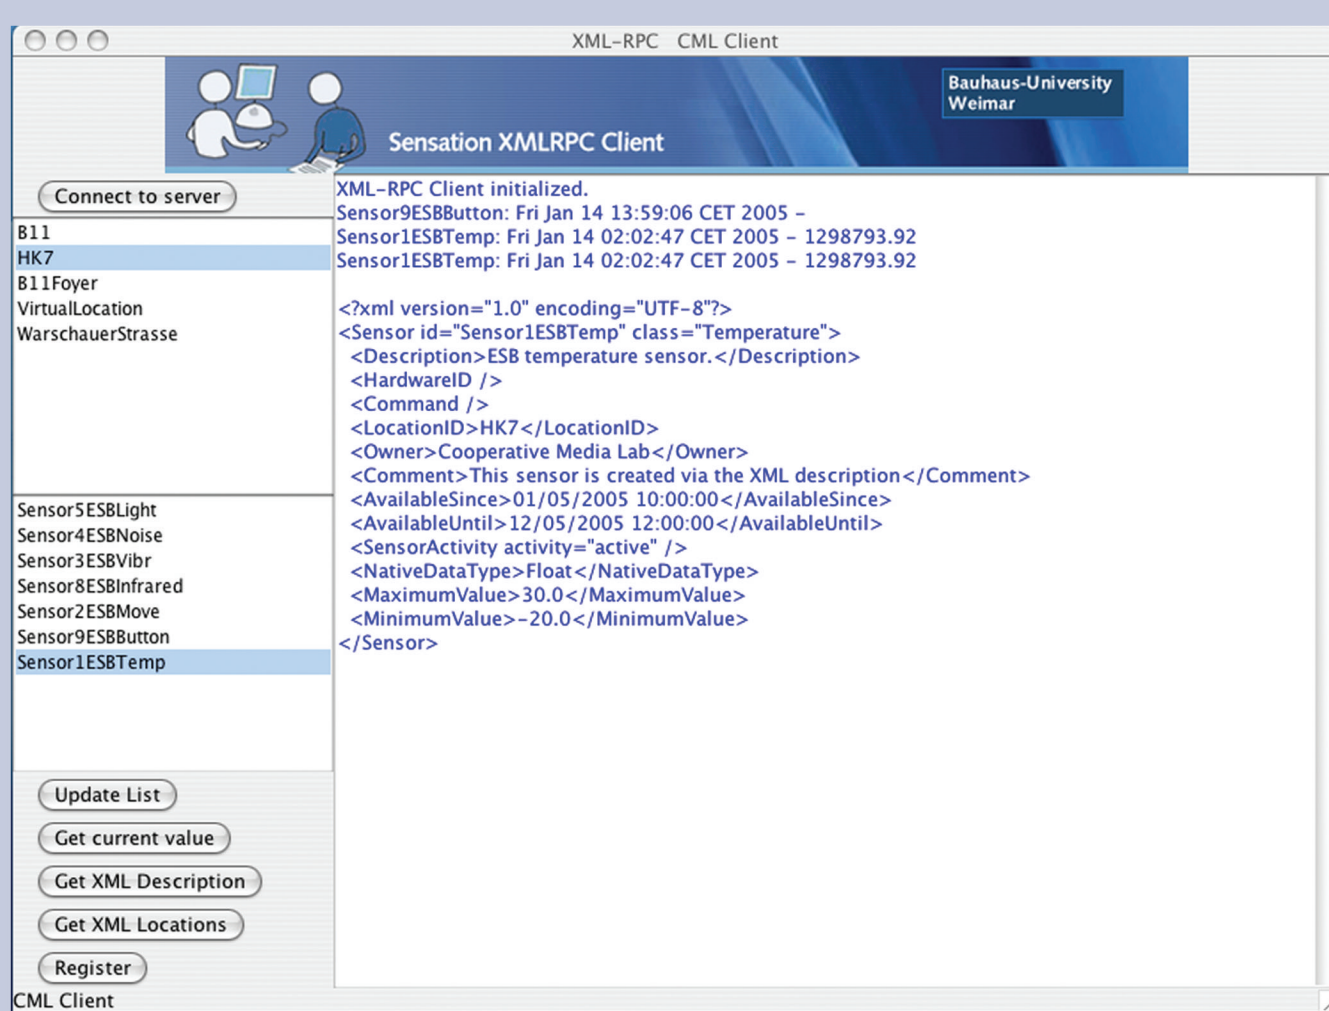 XML-RPC CML Client
Bauhaus-University
Weimar
Sensation XMLRPC Client
Connect to server
B11
HK7
B11Foyer
VirtualLocation
WarschauerStrasse
Sensor5ESBLight
Sensor4ESBNoise
Sensor3ESBVibr
Sensor8ESBInfrared
Sensor2ESBMove
Sensor9ESBButton
Sensor1ESBTemp
Update List
Get current value
Get XML Description
Get XML Locations
Register
XML-RPC Client initialized.
Sensor9ESBButton: Fri Jan 14 13:59:06 CET 2005 -
Sensor1ESBTemp: Fri Jan 14 02:02:47 CET 2005 - 1298793.92
Sensor1ESBTemp: Fri Jan 14 02:02:47 CET 2005 - 1298793.92
<?xml version="1.0" encoding="UTF-8"?>
<Sensor id="Sensor1ESBTemp" class="Temperature">
<Description>ESB temperature sensor.</Description>
<HardwareID />
<Command />
<LocationID>HK7</LocationID>
<Owner>Cooperative Media Lab</Owner>
<Comment>This sensor is created via the XML description</Comment>
<AvailableSince>01/05/2005 10:00:00</AvailableSince>
<AvailableUntil>12/05/2005 12:00:00</AvailableUntil>
<SensorActivity activity="active" />
<NativeDataType>Float</NativeDataType>
<MaximumValue>30.0</MaximumValue>
<MinimumValue>-20.0</MinimumValue>
</Sensor>
CML Client